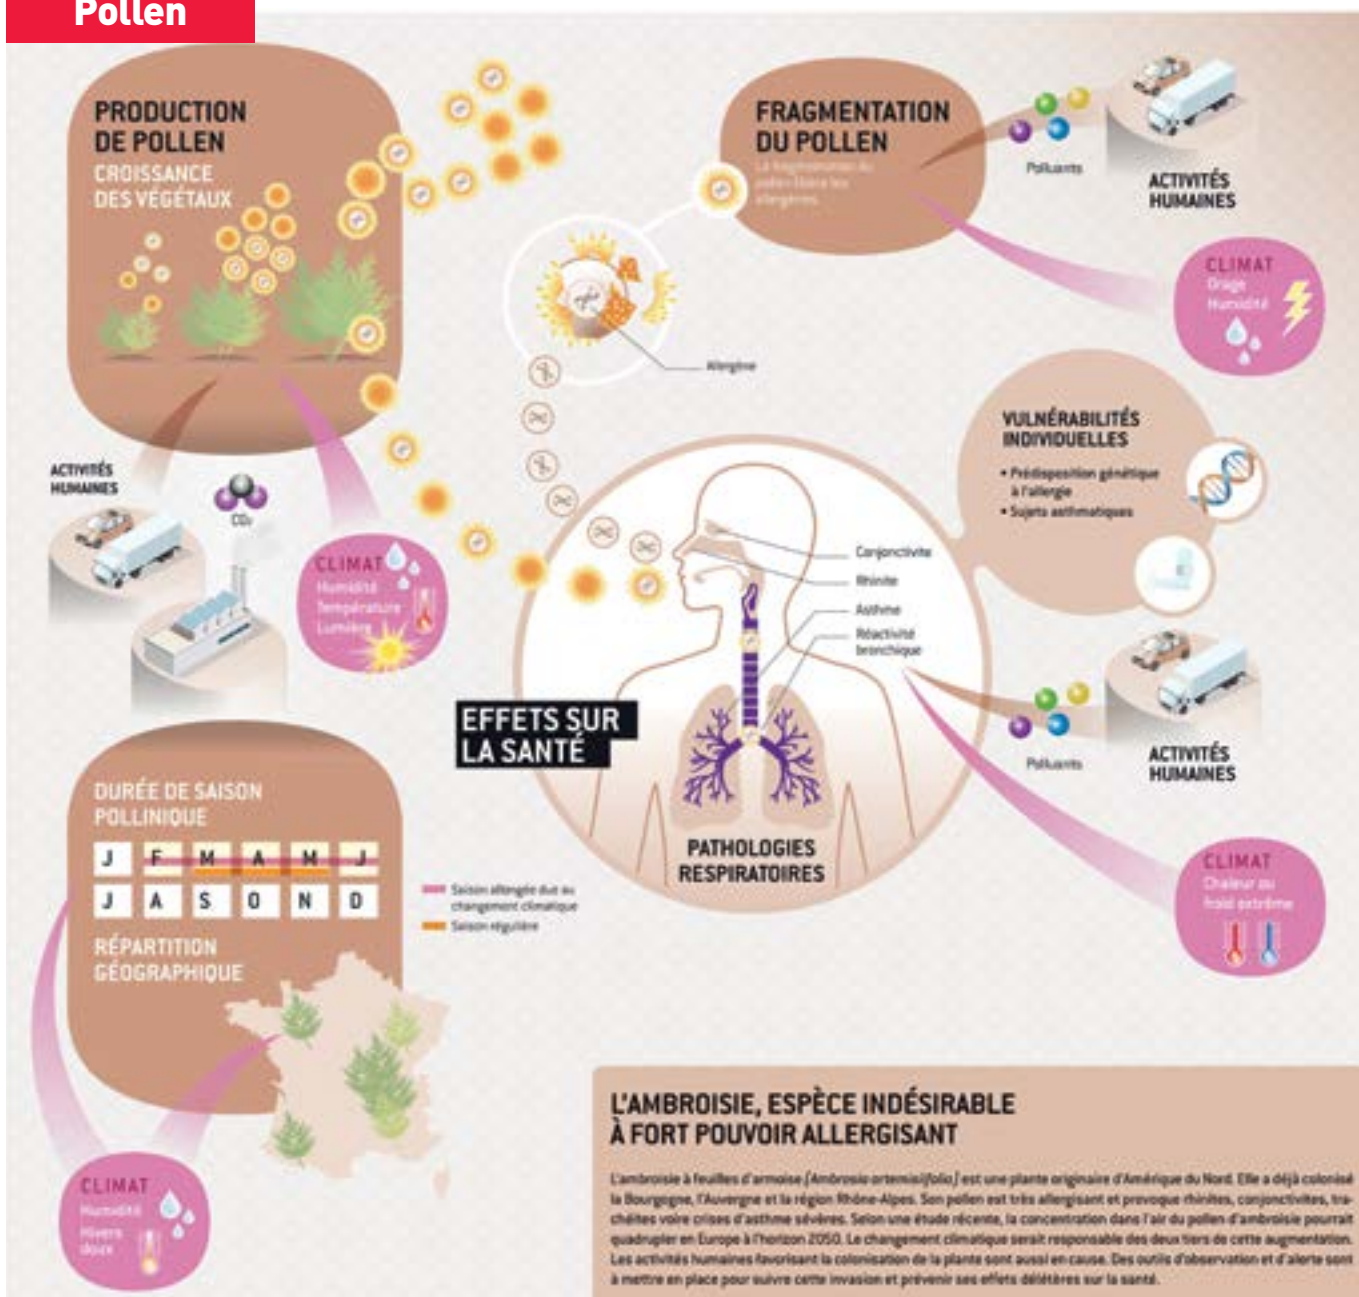 Pollen
PRODUCTION
DE POLLEN
CROISSANCE
DES VÉGÉTAUX
FRAGMENTATION
DU POLLEN
La fragmentation du
pollen libère les
allergènes.
Polluants
ACTIVITÉS
HUMAINES
CLIMAT
Orage
Humidité
Allergène
ACTIVITÉS
HUMAINES
CO₂
CLIMAT
Humidité
Température
Lumière
VULNÉRABILITÉS
INDIVIDUELLES
• Prédisposition génétique
à l'allergie
• Sujets asthmatiques
Conjonctivite
Rhinite
Asthme
Réactivité
bronchique
EFFETS SUR
LA SANTÉ
PATHOLOGIES
RESPIRATOIRES
Polluants
ACTIVITÉS
HUMAINES
CLIMAT
Chaleur ou
froid extrême
DURÉE DE SAISON
POLLINIQUE
J F M A M J
J A S O N D
Saison allongée due au
changement climatique
Saison régulière
RÉPARTITION
GÉOGRAPHIQUE
CLIMAT
Humidité
Hivers
doux
L'AMBROISIE, ESPÈCE INDÉSIRABLE
À FORT POUVOIR ALLERGISANT
L'ambroisie à feuilles d'armoise (Ambrosia artemisiifolia) est une plante originaire d'Amérique du Nord. Elle a déjà colonisé
la Bourgogne, l'Auvergne et la région Rhône-Alpes. Son pollen est très allergisant et provoque rhinites, conjonctivites, tra-
chéites voire crises d'asthme sévères. Selon une étude récente, la concentration dans l'air du pollen d'ambroisie pourrait
quadrupler en Europe à l'horizon 2050. Le changement climatique serait responsable des deux tiers de cette augmentation.
Les activités humaines favorisant la colonisation de la plante sont aussi en cause. Des outils d'observation et d'alerte sont
à mettre en place pour suivre cette invasion et prévenir ses effets délétères sur la santé.